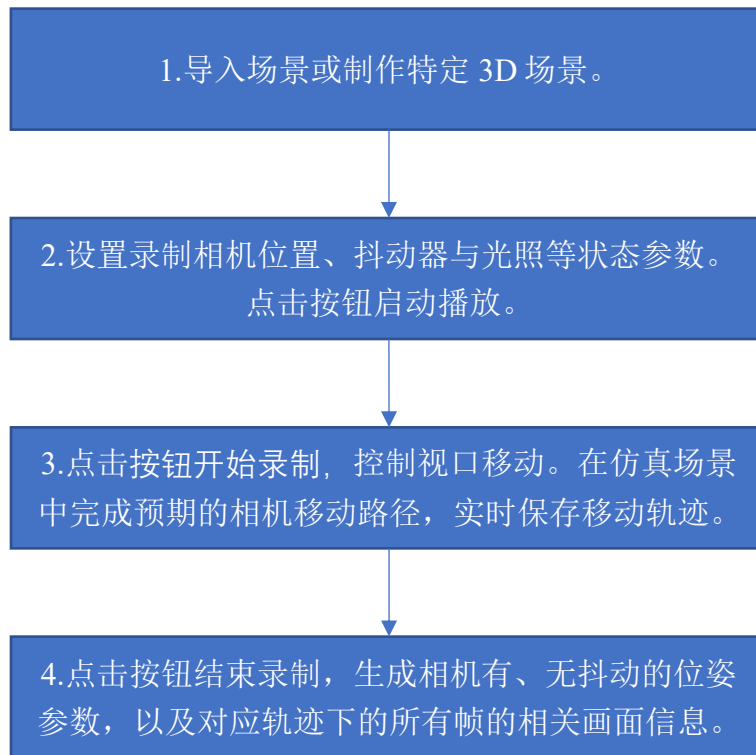 1.导入场景或制作特定 3D 场景。
2.设置录制相机位置、抖动器与光照等状态参数。
点击按钮启动播放。
3.点击按钮开始录制，控制视口移动。在仿真场景
中完成预期的相机移动路径，实时保存移动轨迹。
4.点击按钮结束录制，生成相机有、无抖动的位姿
参数，以及对应轨迹下的所有帧的相关画面信息。